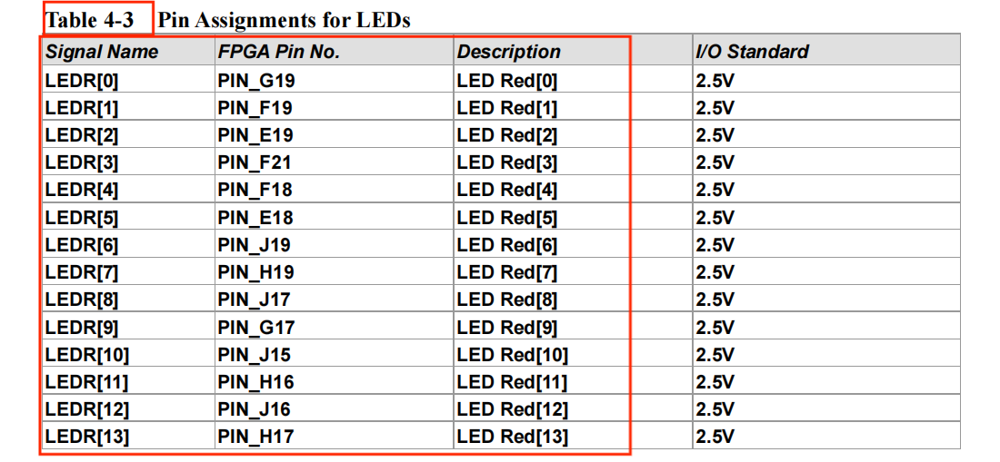 Table 4-3 Pin Assignments for LEDs
Signal Name FPGA Pin No. Description I/O Standard
LEDR[0] PIN_G19 LED Red[0] 2.5V
LEDR[1] PIN_F19 LED Red[1] 2.5V
LEDR[2] PIN_E19 LED Red[2] 2.5V
LEDR[3] PIN_F21 LED Red[3] 2.5V
LEDR[4] PIN_F18 LED Red[4] 2.5V
LEDR[5] PIN_E18 LED Red[5] 2.5V
LEDR[6] PIN_J19 LED Red[6] 2.5V
LEDR[7] PIN_H19 LED Red[7] 2.5V
LEDR[8] PIN_J17 LED Red[8] 2.5V
LEDR[9] PIN_G17 LED Red[9] 2.5V
LEDR[10] PIN_J15 LED Red[10] 2.5V
LEDR[11] PIN_H16 LED Red[11] 2.5V
LEDR[12] PIN_J16 LED Red[12] 2.5V
LEDR[13] PIN_H17 LED Red[13] 2.5V